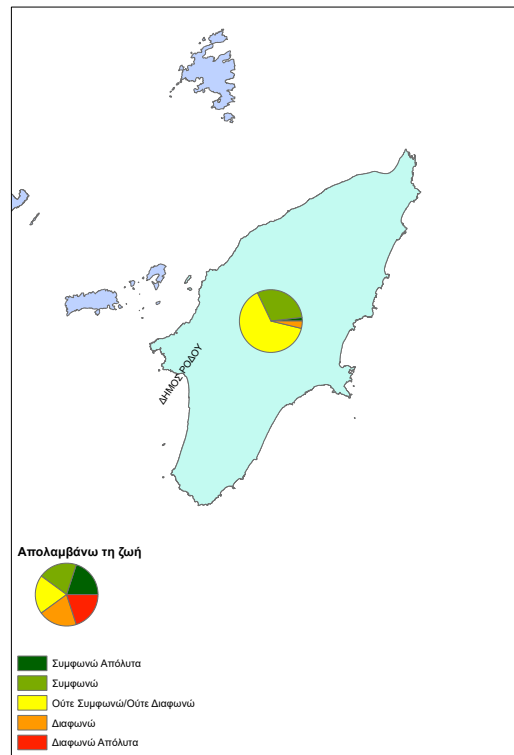 ΔΗΜΟΣ ΡΟΔΟΥ
Απολαμβάνω τη ζωή
Συμφωνώ Απόλυτα
Συμφωνώ
Ούτε Συμφωνώ/Ούτε Διαφωνώ
Διαφωνώ
Διαφωνώ Απόλυτα